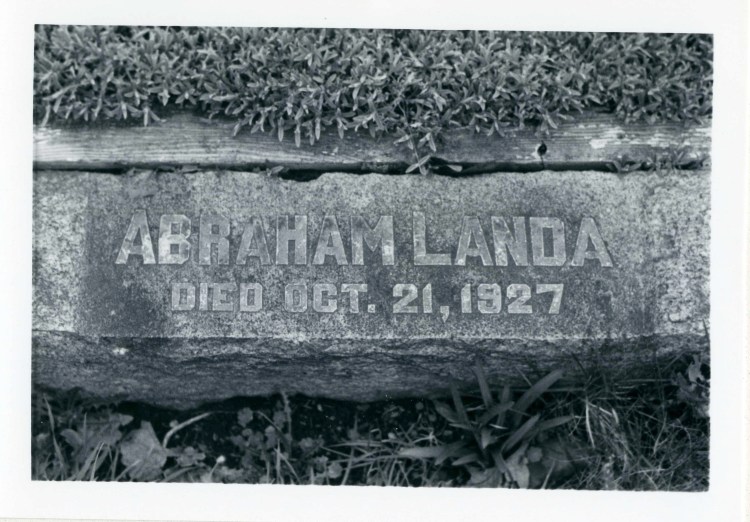 ABRAHAM LANDA
DIED OCT. 21, 1927